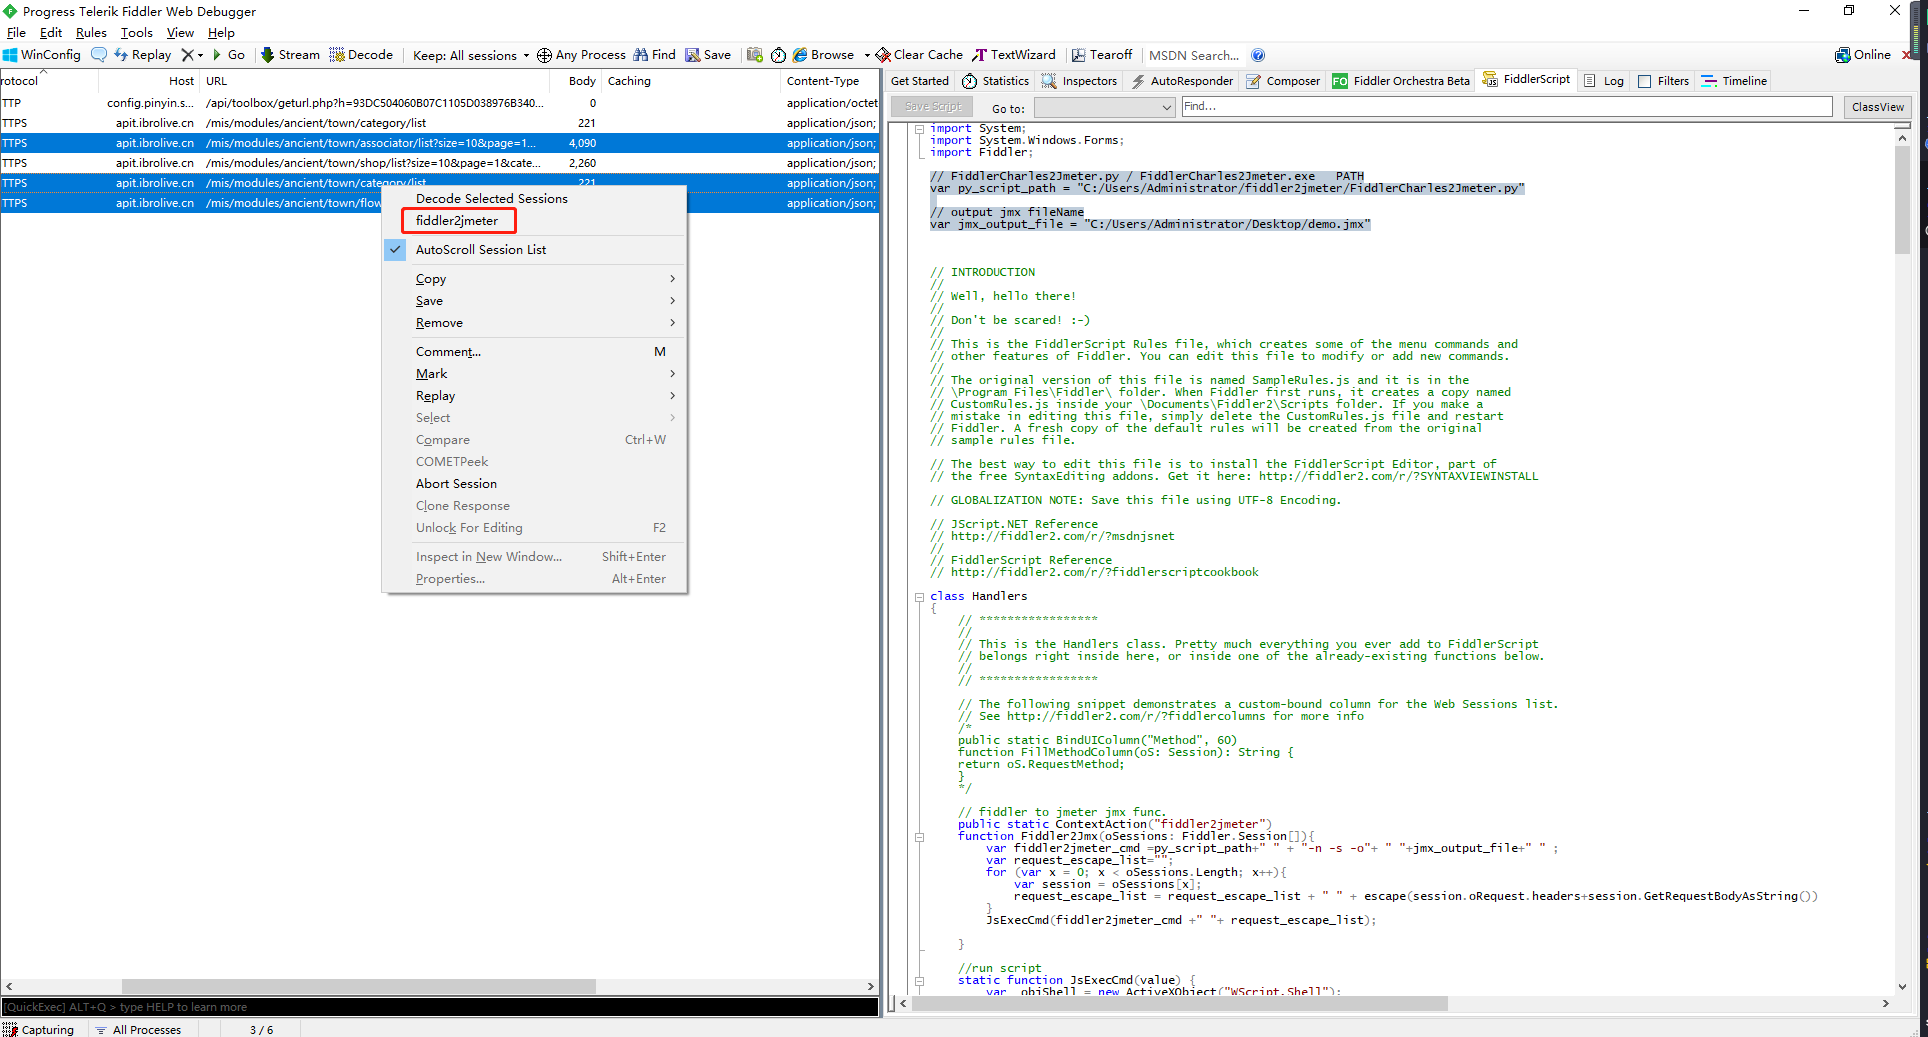 Progress Telerik Fiddler Web Debugger
File Edit Rules Tools View Help
WinConfig Replay Go Stream Decode Keep: All sessions Any Process Find Save Browse Clear Cache TextWizard Tearoff MSDN Search... Online
rotocol Host URL Body Caching Content-Type
TTP config.pinyin.s... /api/toolbox/geturl.php?h=93DC504060B07C1105D038976B340... 0 application/octet
TTPS apit.ibrolive.cn /mis/modules/ancient/town/category/list 221 application/json;
TTPS apit.ibrolive.cn /mis/modules/ancient/town/associator/list?size=10&page=1... 4,090 application/json;
TTPS apit.ibrolive.cn /mis/modules/ancient/town/shop/list?size=10&page=1&cate... 2,260 application/json;
TTPS apit.ibrolive.cn /mis/modules/ancient/town/category/list 221 application/json;
TTPS apit.ibrolive.cn /mis/modules/ancient/town/flow application/json;
Decode Selected Sessions
fiddler2jmeter
AutoScroll Session List
Copy
Save
Remove
Comment... M
Mark
Replay
Select
Compare Ctrl+W
COMETPeek
Abort Session
Clone Response
Unlock For Editing F2
Inspect in New Window... Shift+Enter
Properties... Alt+Enter
[QuickExec] ALT+Q > type HELP to learn more
Capturing All Processes 3 / 6
Get Started Statistics Inspectors AutoResponder Composer FO Fiddler Orchestra Beta FiddlerScript Log Filters Timeline
Save Script Go to: Find... ClassView
import System;
import System.Windows.Forms;
import Fiddler;
// FiddlerCharles2Jmeter.py / FiddlerCharles2Jmeter.exe PATH
var py_script_path = "C:/Users/Administrator/fiddler2jmeter/FiddlerCharles2Jmeter.py"
// output jmx fileName
var jmx_output_file = "C:/Users/Administrator/Desktop/demo.jmx"
// INTRODUCTION
//
// Well, hello there!
//
// Don't be scared! :-)
//
// This is the FiddlerScript Rules file, which creates some of the menu commands and
// other features of Fiddler. You can edit this file to modify or add new commands.
//
// The original version of this file is named SampleRules.js and it is in the
// \Program Files\Fiddler\ folder. When Fiddler first runs, it creates a copy named
// CustomRules.js inside your \Documents\Fiddler2\Scripts folder. If you make a
// mistake in editing this file, simply delete the CustomRules.js file and restart
// Fiddler. A fresh copy of the default rules will be created from the original
// sample rules file.
// The best way to edit this file is to install the FiddlerScript Editor, part of
// the free SyntaxEditing addons. Get it here: http://fiddler2.com/r/?SYNTAXVIEWINSTALL
// GLOBALIZATION NOTE: Save this file using UTF-8 Encoding.
// JScript.NET Reference
// http://fiddler2.com/r/?msdnjsnet
//
// FiddlerScript Reference
// http://fiddler2.com/r/?fiddlerscriptcookbook
class Handlers
{
// *****************
//
// This is the Handlers class. Pretty much everything you ever add to FiddlerScript
// belongs right inside here, or inside one of the already-existing functions below.
//
// *****************
// The following snippet demonstrates a custom-bound column for the Web Sessions list.
// See http://fiddler2.com/r/?fiddlercolumns for more info
/*
public static BindUIColumn("Method", 60)
function FillMethodColumn(oS: Session): String {
return oS.RequestMethod;
}
*/
// fiddler to jmeter jmx func.
public static ContextAction("fiddler2jmeter")
function Fiddler2Jmx(oSessions: Fiddler.Session[]){
var fiddler2jmeter_cmd =py_script_path+" " + "-n -s -o"+ " "+jmx_output_file+" " ;
var request_escape_list="";
for (var x = 0; x < oSessions.Length; x++){
var session = oSessions[x];
request_escape_list = request_escape_list + " " + escape(session.oRequest.headers+session.GetRequestBodyAsString())
}
JsExecCmd(fiddler2jmeter_cmd +" "+ request_escape_list);
}
//run script
static function JsExecCmd(value) {
var objShell = new ActiveXObject("WScript.Shell");